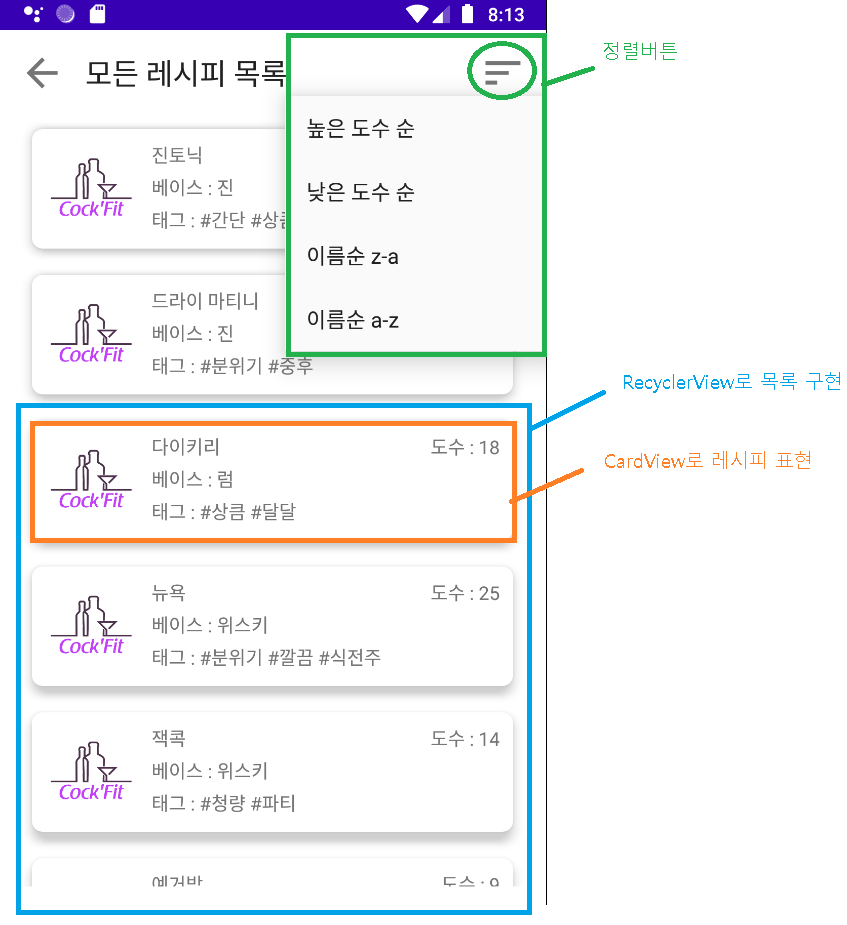 8:13
정렬버튼
모든 레시피 목록
높은 도수 순
낮은 도수 순
이름순 z-a
이름순 a-z
진토닉
베이스 : 진
태그 : #간단 #상큼
Cock'Fit
드라이 마티니
베이스 : 진
태그 : #분위기 #중후
Cock'Fit
RecyclerView로 목록 구현
CardView로 레시피 표현
다이키리
도수 : 18
베이스 : 럼
태그 : #상큼 #달달
Cock'Fit
뉴욕
도수 : 25
베이스 : 위스키
태그 : #분위기 #깔끔 #식전주
Cock'Fit
잭콕
도수 : 14
베이스 : 위스키
태그 : #청량 #파티
Cock'Fit
예거밤
도수 : 9